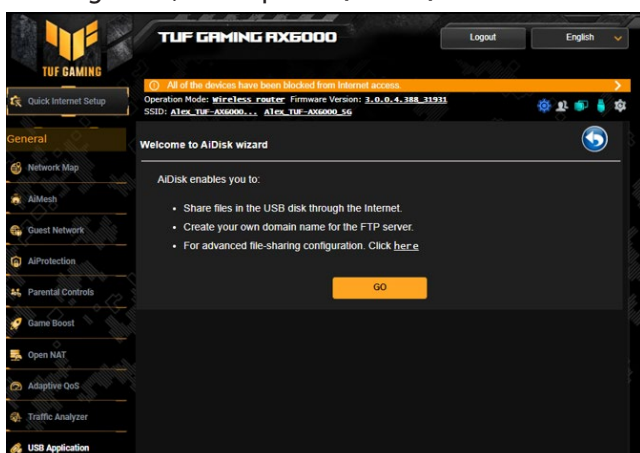 TUF GAMING AX6000
Logout
English
TUF GAMING
All of the devices have been blocked from Internet access.
Quick Internet Setup
Operation Mode: Wireless router Firmware Version: 3.0.0.4.388_31931
SSID: Alex_TUF-AX6000... Alex_TUF-AX6000_5G
General
Welcome to AiDisk wizard
Network Map
AiDisk enables you to:
AiMesh
• Share files in the USB disk through the Internet.
Guest Network
• Create your own domain name for the FTP server.
• For advanced file-sharing configuration. Click here
AiProtection
GO
Parental Controls
Game Boost
Open NAT
Adaptive QoS
Traffic Analyzer
USB Application